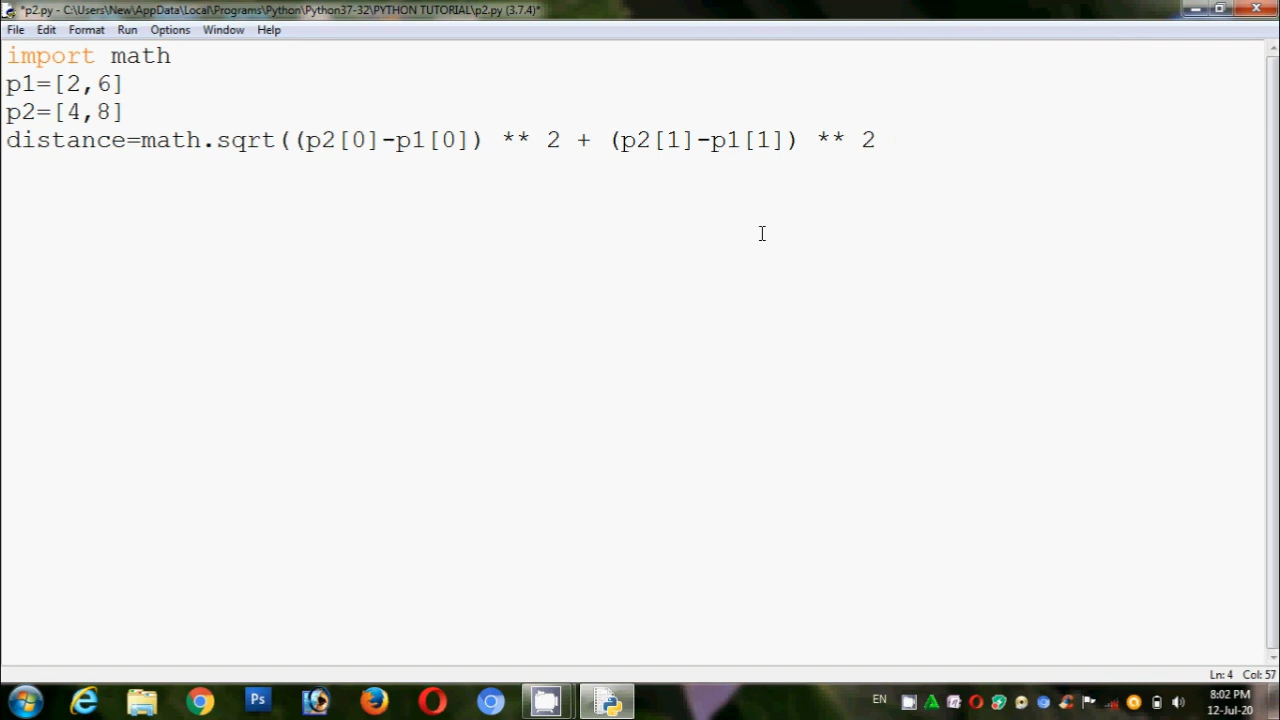 *p2.py - C:\Users\New\AppData\Local\Programs\Python\Python37-32\PYTHON TUTORIAL\p2.py (3.7.4)*
File Edit Format Run Options Window Help
import math
p1=[2,6]
p2=[4,8]
distance=math.sqrt((p2[0]-p1[0]) ** 2 + (p2[1]-p1[1]) ** 2
Ln: 4 Col: 57
Ps
EN
8:02 PM
12-Jul-20